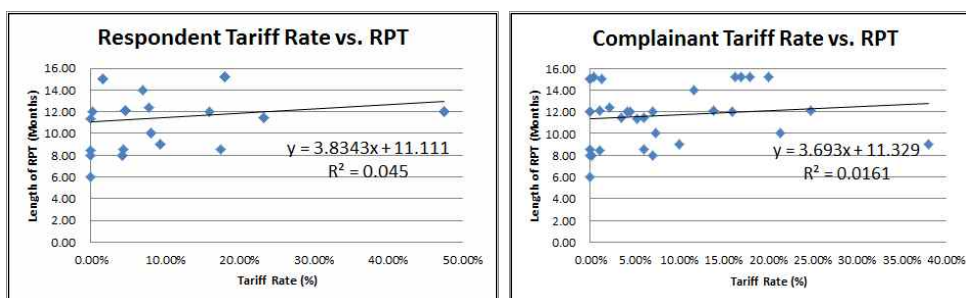 Respondent Tariff Rate vs. RPT
Length of RPT (Months)
16.00
14.00
12.00
10.00
8.00
6.00
4.00
2.00
0.00
y = 3.8343x + 11.111
R² = 0.045
0.00% 10.00% 20.00% 30.00% 40.00% 50.00%
Tariff Rate (%)
Complainant Tariff Rate vs. RPT
Length of RPT (Months)
16.00
14.00
12.00
10.00
8.00
6.00
4.00
2.00
0.00
y = 3.693x + 11.329
R² = 0.0161
0.00% 5.00% 10.00% 15.00% 20.00% 25.00% 30.00% 35.00% 40.00%
Tariff Rate (%)